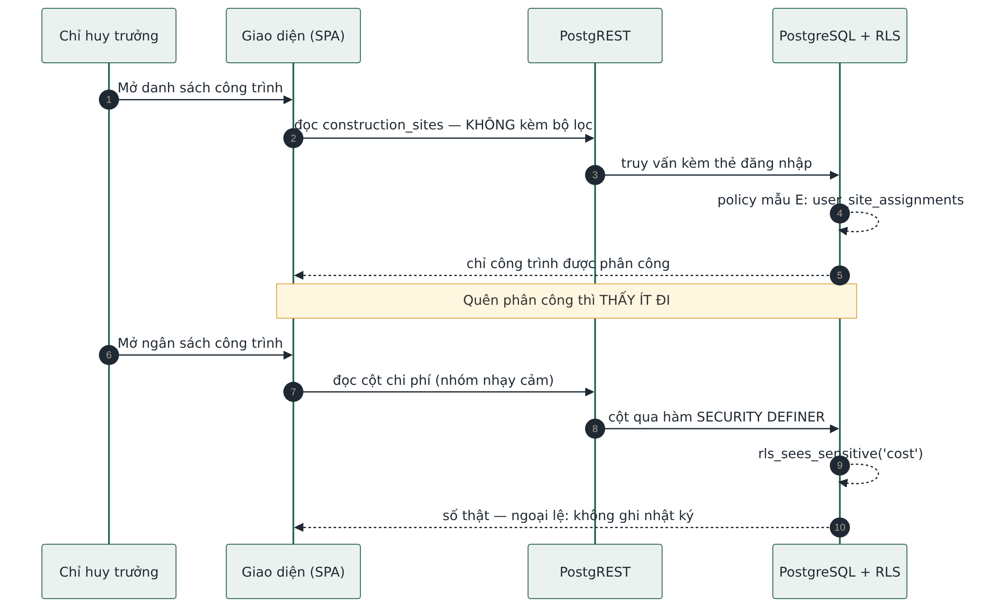 Chỉ huy trưởng
Giao diện (SPA)
PostgREST
PostgreSQL + RLS
Mở danh sách công trình
1
đọc construction_sites — KHÔNG kèm bộ lọc
2
truy vấn kèm thẻ đăng nhập
3
policy mẫu E: user_site_assignments
4
chỉ công trình được phân công
5
Quên phân công thì THẤY ÍT ĐI
Mở ngân sách công trình
6
đọc cột chi phí (nhóm nhạy cảm)
7
cột qua hàm SECURITY DEFINER
8
rls_sees_sensitive('cost')
9
số thật — ngoại lệ: không ghi nhật ký
10
Chỉ huy trưởng
Giao diện (SPA)
PostgREST
PostgreSQL + RLS